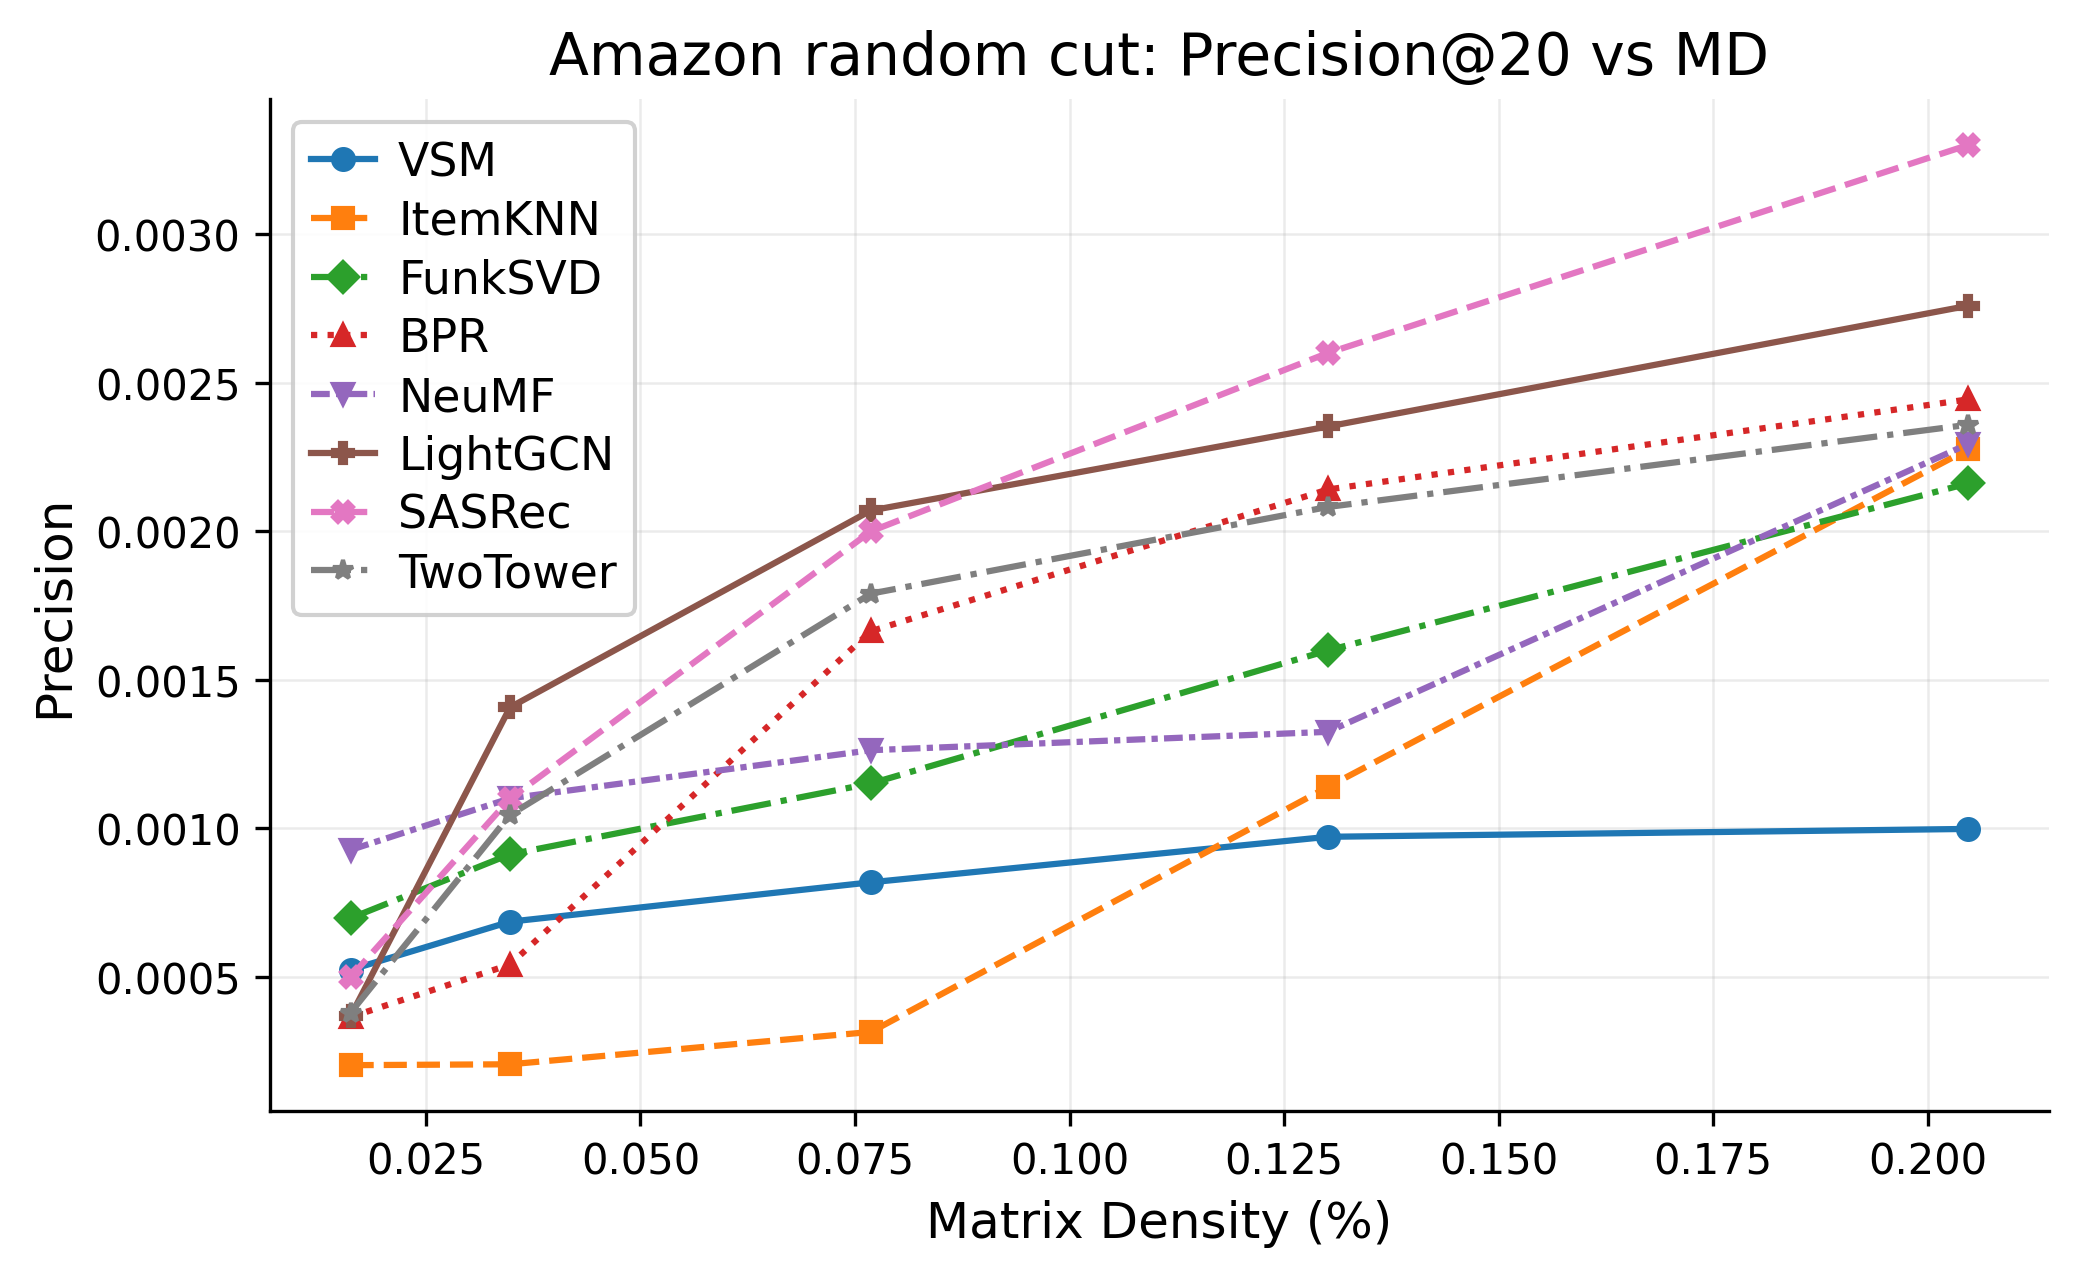 Amazon random cut: Precision@20 vs MD
VSM
ItemKNN
FunkSVD
BPR
NeuMF
LightGCN
SASRec
TwoTower
Precision
0.0030
0.0025
0.0020
0.0015
0.0010
0.0005
0.025 0.050 0.075 0.100 0.125 0.150 0.175 0.200
Matrix Density (%)